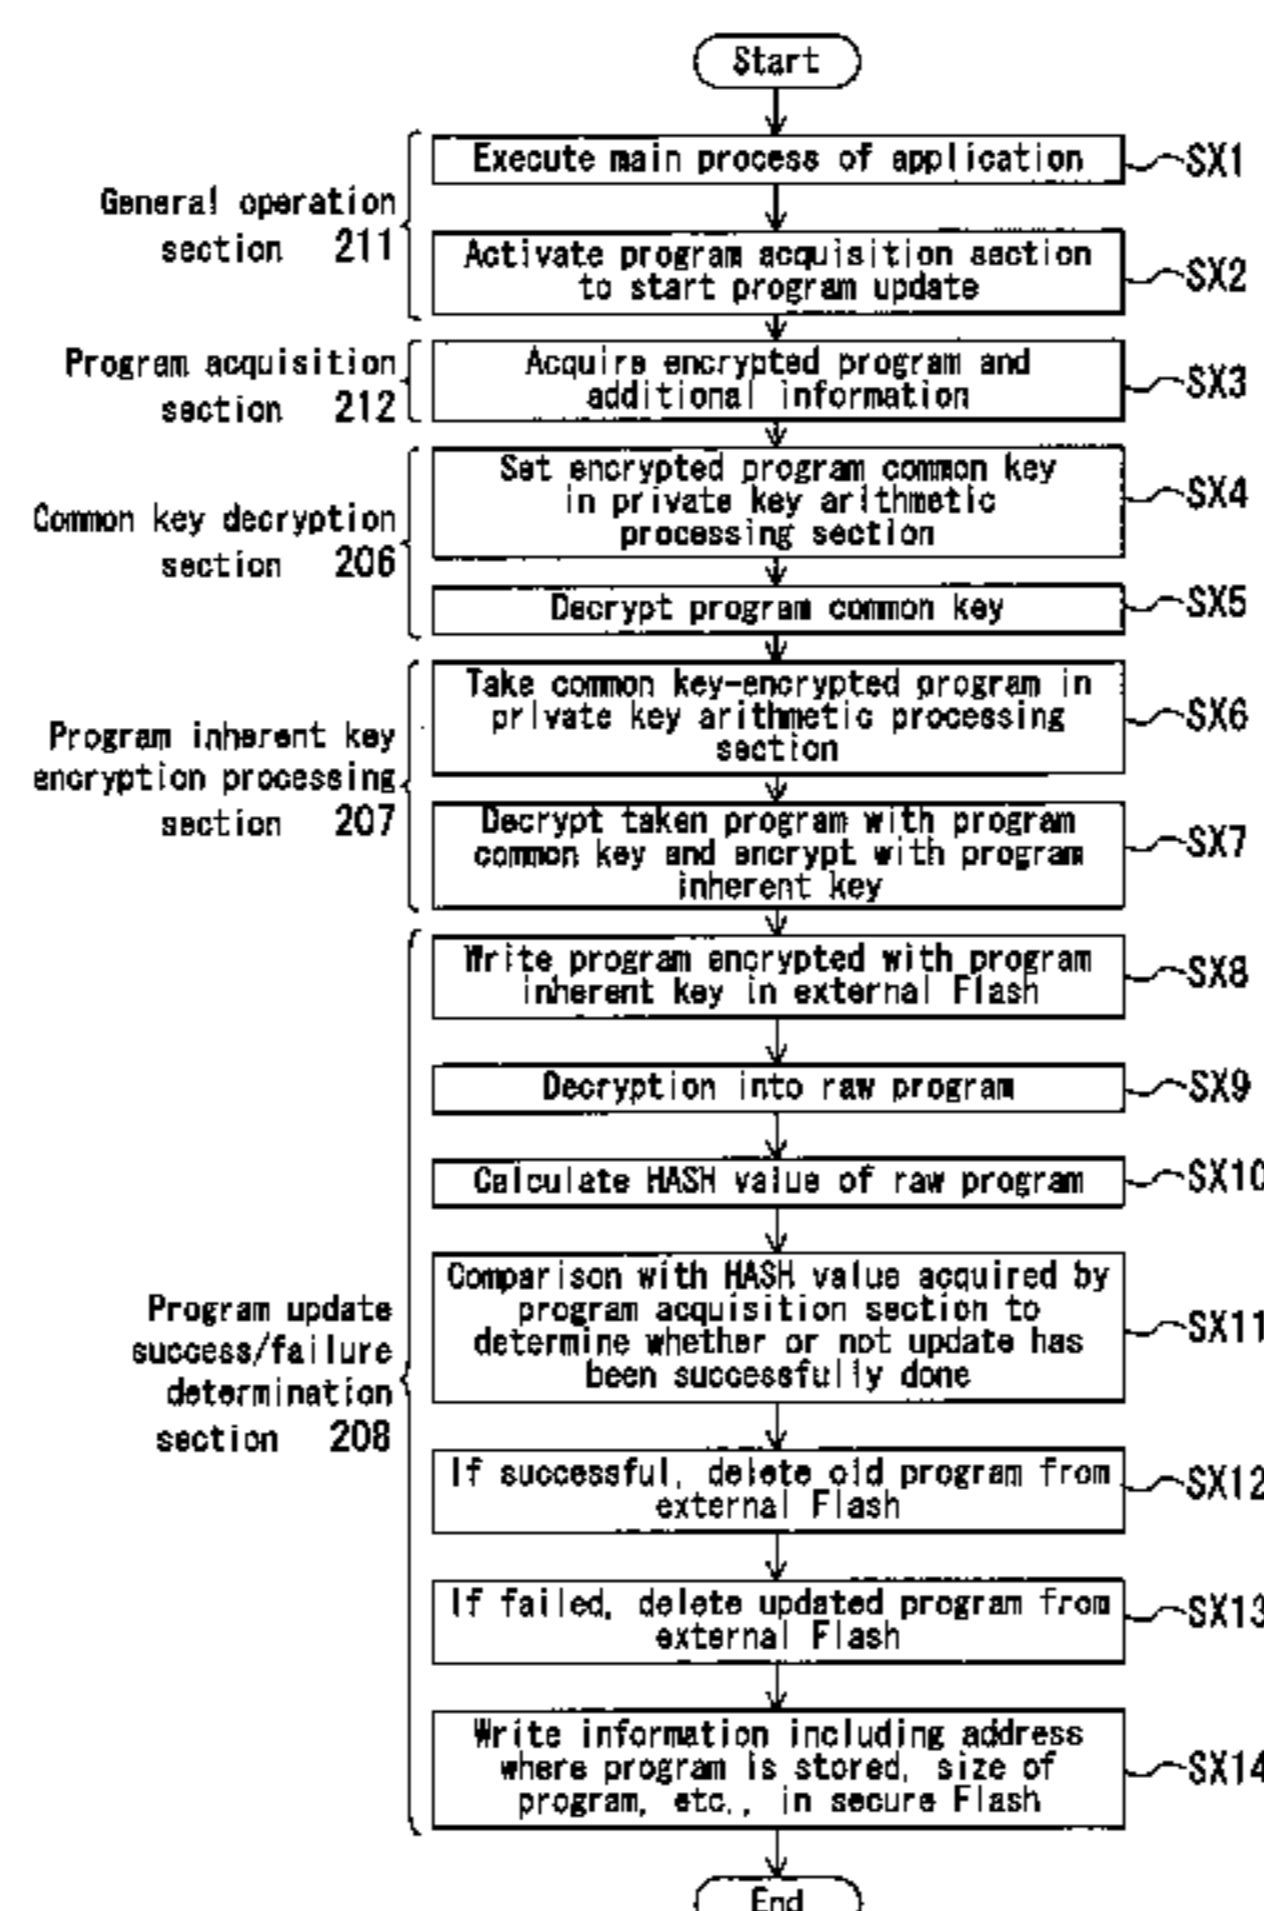 Start
Execute main process of application
SX1
General operation
section 211
Activate program acquisition section
to start program update
SX2
Program acquisition
section 212
Acquire encrypted program and
additional information
SX3
Common key decryption
section 206
Set encrypted program common key
in private key arithmetic
processing section
SX4
Decrypt program common key
SX5
Program inherent key
encryption processing
section 207
Take common key-encrypted program in
private key arithmetic processing
section
SX6
Decrypt taken program with program
common key and encrypt with program
inherent key
SX7
Write program encrypted with program
inherent key in external Flash
SX8
Decryption into raw program
SX9
Calculate HASH value of raw program
SX10
Program update
success/failure
determination
section 208
Comparison with HASH value acquired by
program acquisition section to
determine whether or not update has
been successfully done
SX11
If successful, delete old program from
external Flash
SX12
If failed, delete updated program from
external Flash
SX13
Write information including address
where program is stored, size of
program, etc., in secure Flash
SX14
End